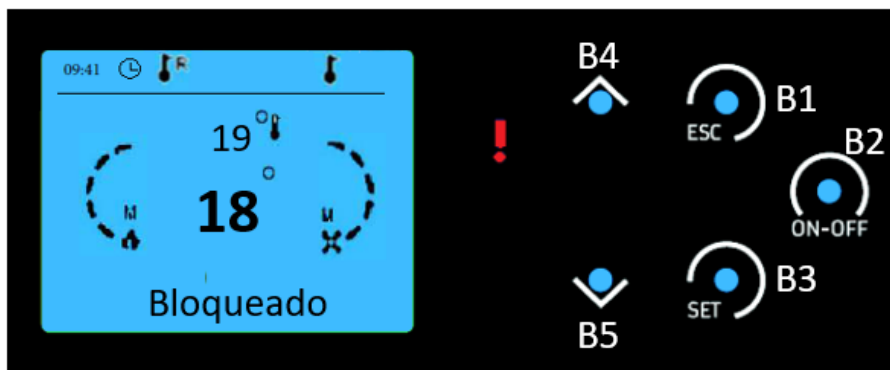 09:41 R
19°
18°
M M
Bloqueado
!
B4
ESC B1
B2
ON-OFF
SET B3
B5